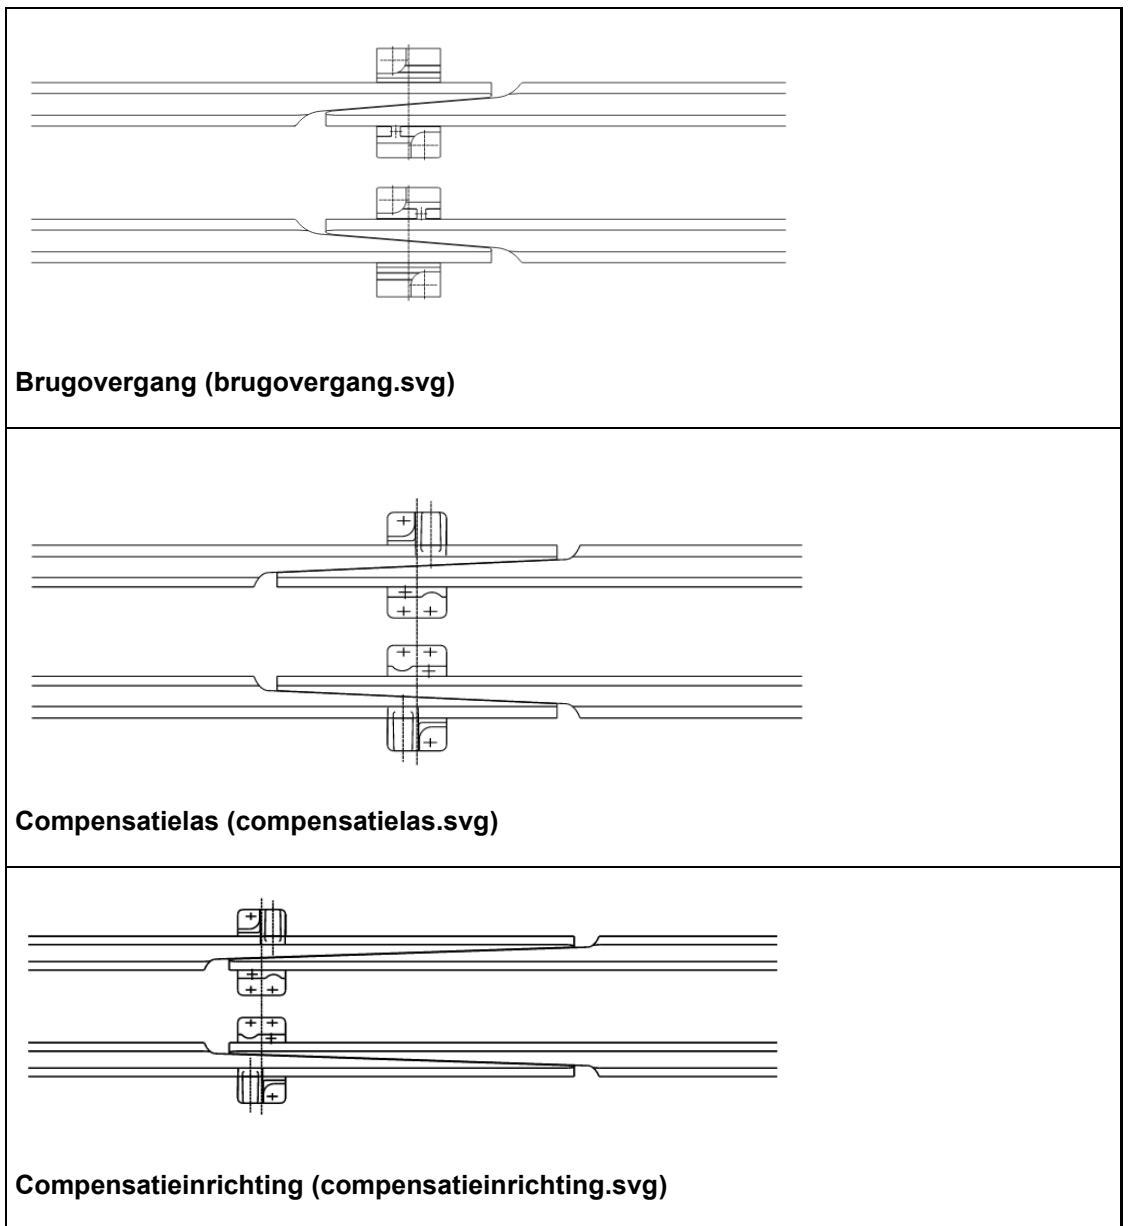 Brugovergang (brugovergang.svg)
Compensatielas (compensatielas.svg)
Compensatieinrichting (compensatieinrichting.svg)